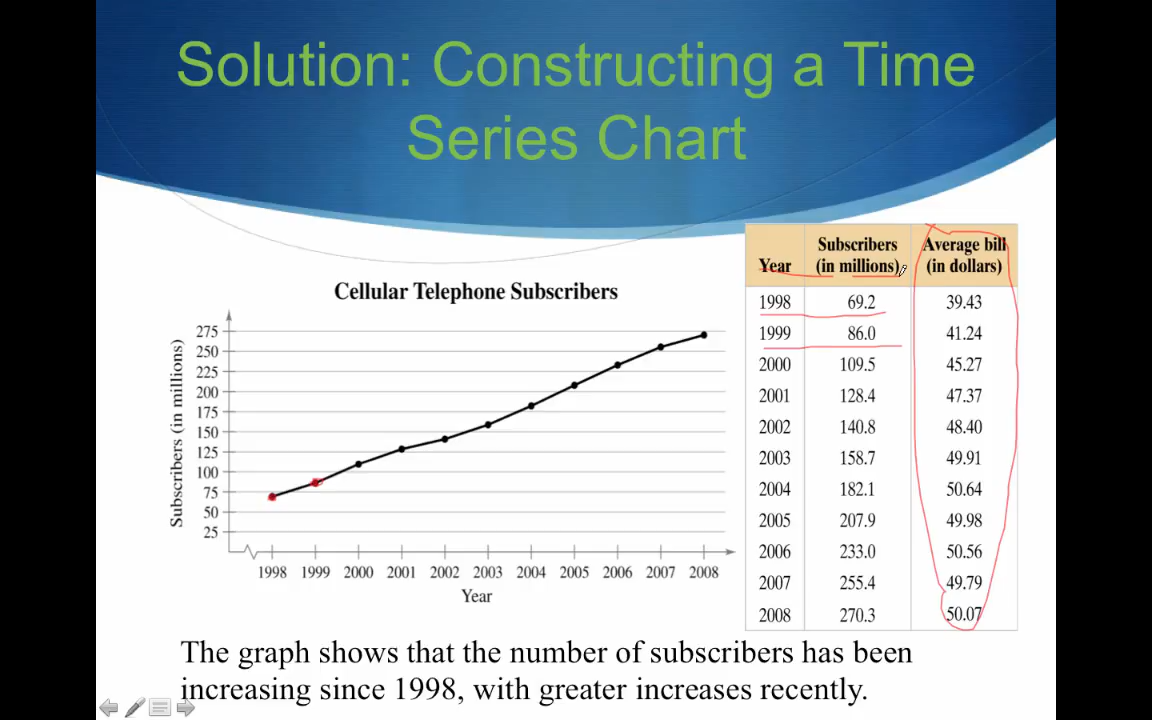 Solution: Constructing a Time
Series Chart
Cellular Telephone Subscribers
Subscribers (in millions)
275
250
225
200
175
150
125
100
75
50
25
1998 1999 2000 2001 2002 2003 2004 2005 2006 2007 2008
Year
Year Subscribers (in millions) Average bill (in dollars)
1998 69.2 39.43
1999 86.0 41.24
2000 109.5 45.27
2001 128.4 47.37
2002 140.8 48.40
2003 158.7 49.91
2004 182.1 50.64
2005 207.9 49.98
2006 233.0 50.56
2007 255.4 49.79
2008 270.3 50.07
The graph shows that the number of subscribers has been
increasing since 1998, with greater increases recently.